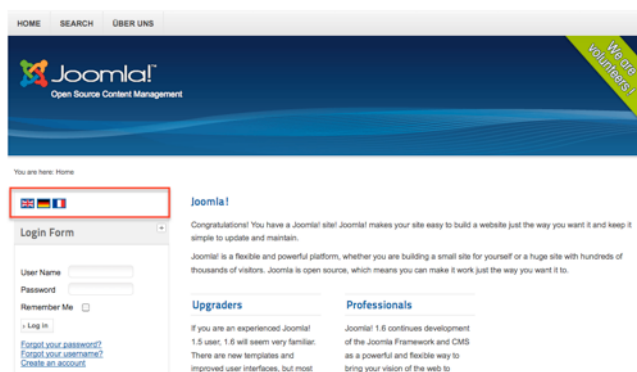 HOME SEARCH ÜBER UNS
Joomla!™
Open Source Content Management
We are
volunteers!
You are here: Home
Joomla!
Congratulations! You have a Joomla! site! Joomla! makes your site easy to build a website just the way you want it and keep it
simple to update and maintain.
Joomla! is a flexible and powerful platform, whether you are building a small site for yourself or a huge site with hundreds of
thousands of visitors. Joomla is open source, which means you can make it work just the way you want it to.
Login Form
User Name
Password
Remember Me
Log in
Forgot your password?
Forgot your username?
Create an account
Upgraders
If you are an experienced Joomla!
1.5 user, 1.6 will seem very familiar.
There are new templates and
improved user interfaces, but most
Professionals
Joomla! 1.6 continues development
of the Joomla Framework and CMS
as a powerful and flexible way to
bring your vision of the web to